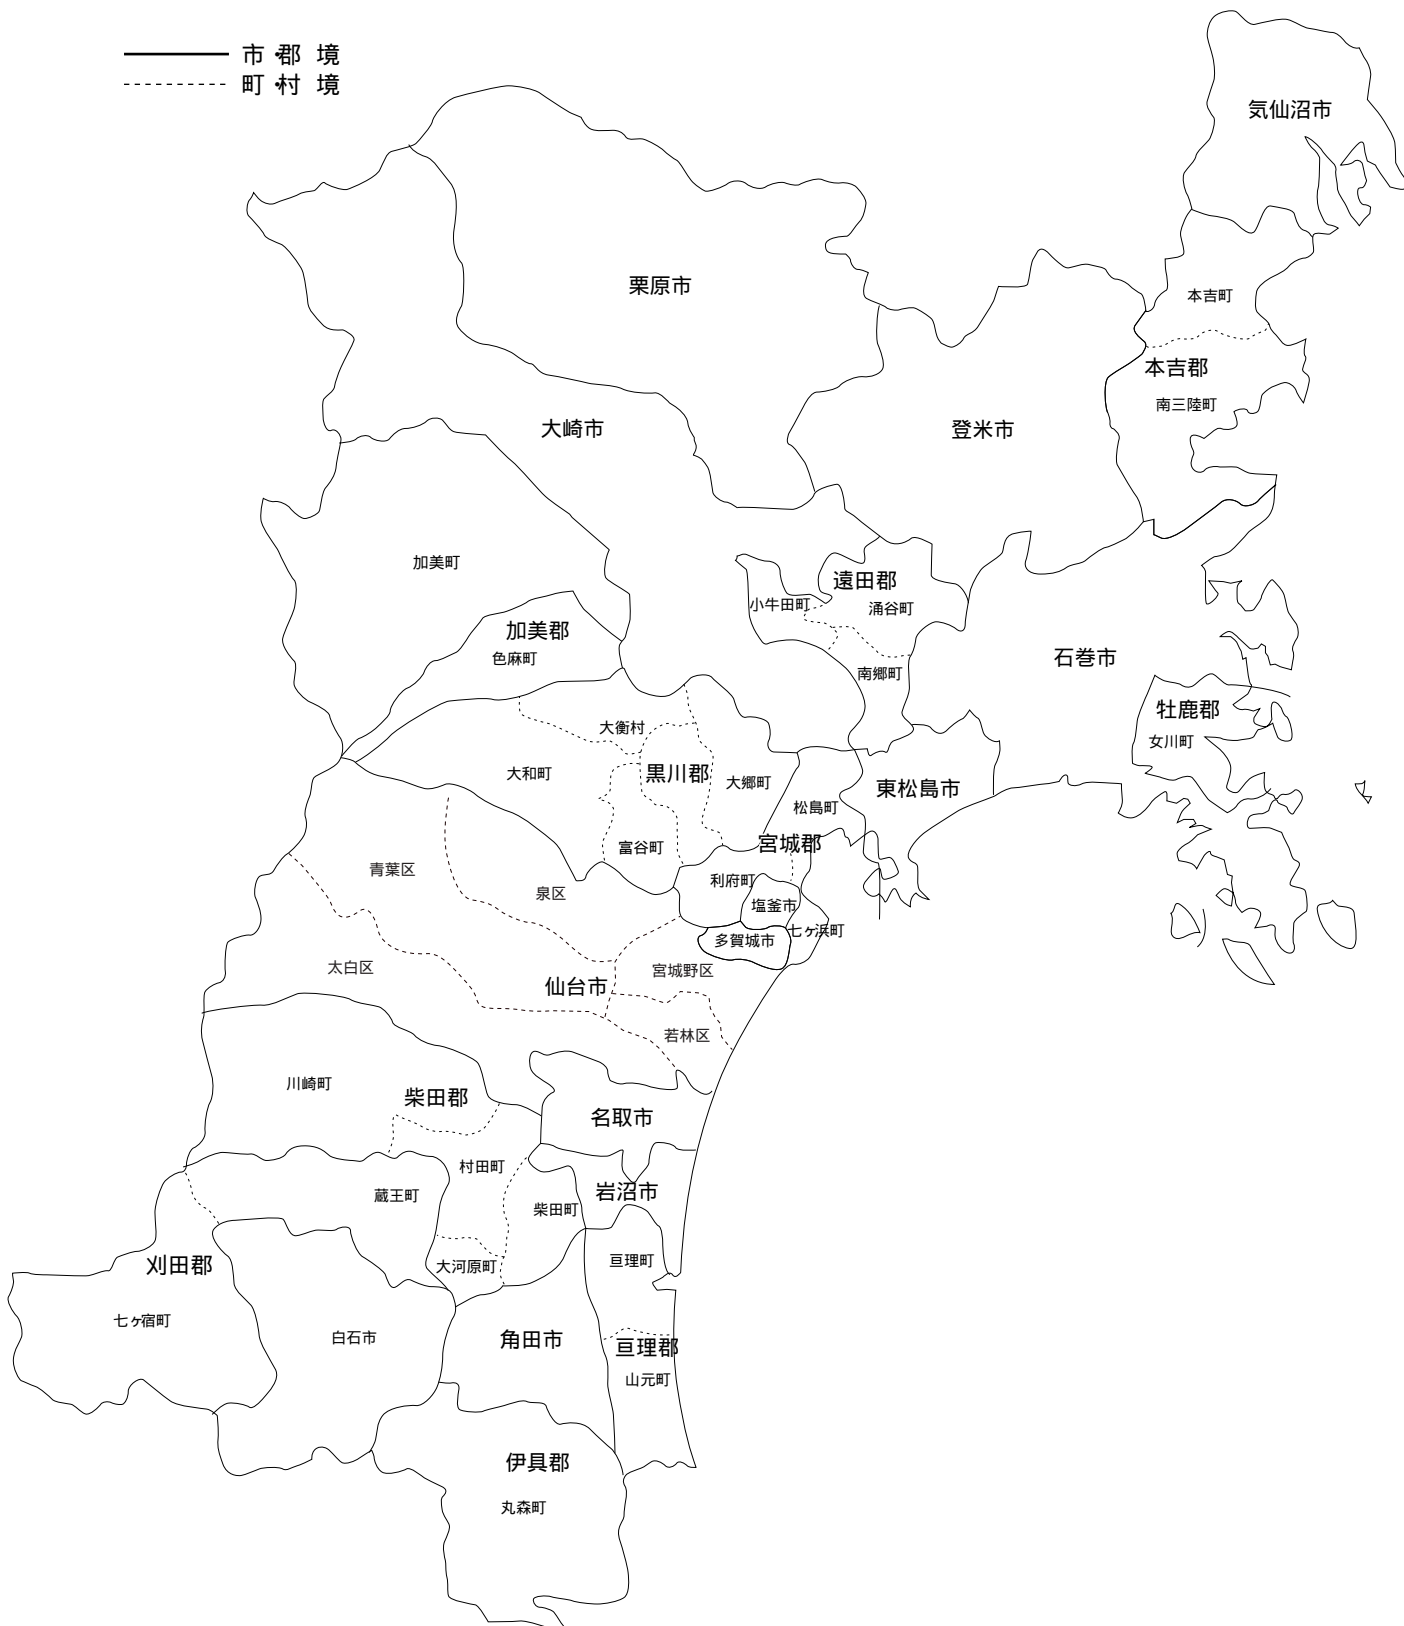 市・郡 境
町・村 境
気仙沼市
栗原市
本吉町
本吉郡
南三陸町
大崎市
登米市
加美町
遠田郡
小牛田町
涌谷町
加美郡
色麻町
石巻市
南郷町
牡鹿郡
女川町
大衡村
大和町
黒川郡
大郷町
東松島市
松島町
宮城郡
富谷町
青葉区
泉区
利府町
塩釜市
七ヶ浜町
多賀城市
太白区
宮城野区
仙台市
若林区
川崎町
柴田郡
名取市
村田町
蔵王町
岩沼市
柴田町
刈田郡
大河原町
亘理町
七ヶ宿町
白石市
角田市
亘理郡
山元町
伊具郡
丸森町